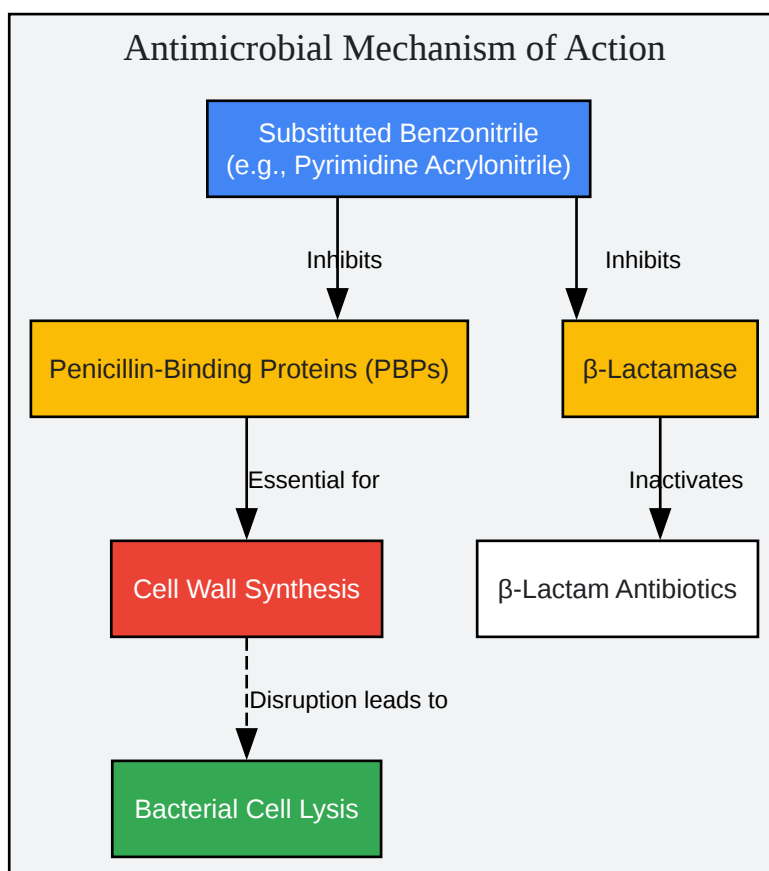 Antimicrobial Mechanism of Action
Substituted Benzonitrile
(e.g., Pyrimidine Acrylonitrile)
Inhibits
Inhibits
Penicillin-Binding Proteins (PBPs)
β-Lactamase
Essential for
Inactivates
Cell Wall Synthesis
β-Lactam Antibiotics
Disruption leads to
Bacterial Cell Lysis